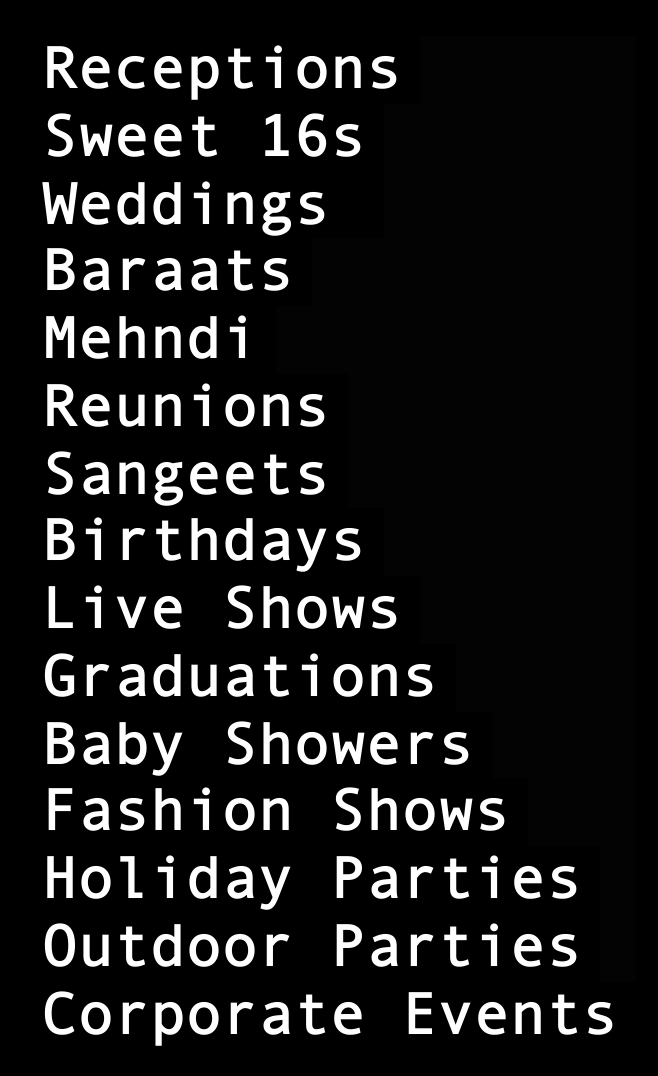 Receptions
Sweet 16s
Weddings
Baraats
Mehndi
Reunions
Sangeets
Birthdays
Live Shows
Graduations
Baby Showers
Fashion Shows
Holiday Parties
Outdoor Parties
Corporate Events